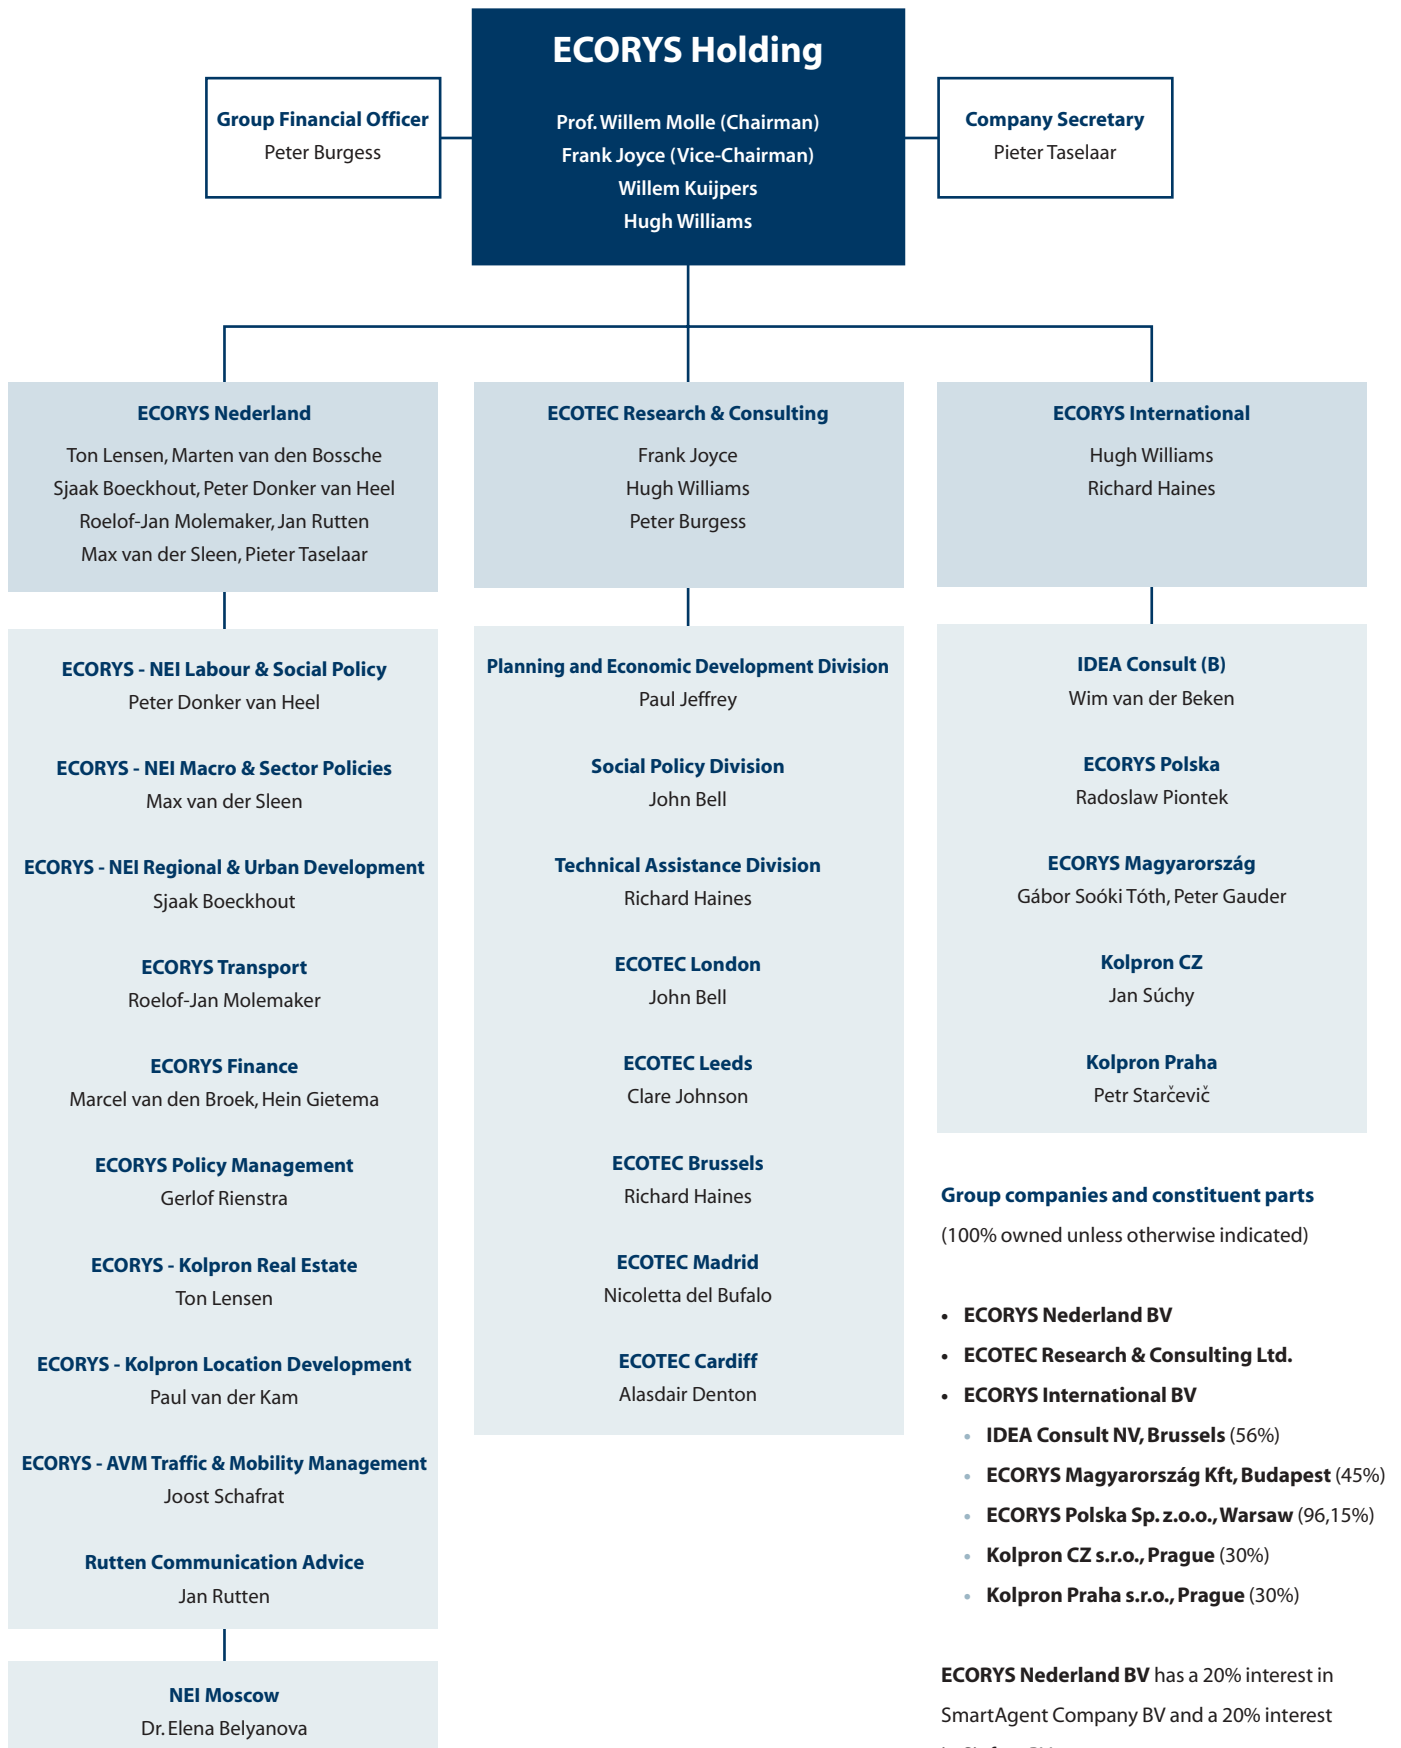 ECORYS Holding
Prof. Willem Molle (Chairman)
Frank Joyce (Vice-Chairman)
Willem Kuijpers
Hugh Williams
Group Financial Officer
Peter Burgess
Company Secretary
Pieter Taselaar
ECORYS Nederland
Ton Lensen, Marten van den Bossche
Sjaak Boeckhout, Peter Donker van Heel
Roelof-Jan Molemaker, Jan Rutten
Max van der Sleen, Pieter Taselaar
ECORYS - NEI Labour & Social Policy
Peter Donker van Heel
ECORYS - NEI Macro & Sector Policies
Max van der Sleen
ECORYS - NEI Regional & Urban Development
Sjaak Boeckhout
ECORYS Transport
Roelof-Jan Molemaker
ECORYS Finance
Marcel van den Broek, Hein Gietema
ECORYS Policy Management
Gerlof Rienstra
ECORYS - Kolpron Real Estate
Ton Lensen
ECORYS - Kolpron Location Development
Paul van der Kam
ECORYS - AVM Traffic & Mobility Management
Joost Schafrat
Rutten Communication Advice
Jan Rutten
NEI Moscow
Dr. Elena Belyanova
ECOTEC Research & Consulting
Frank Joyce
Hugh Williams
Peter Burgess
Planning and Economic Development Division
Paul Jeffrey
Social Policy Division
John Bell
Technical Assistance Division
Richard Haines
ECOTEC London
John Bell
ECOTEC Leeds
Clare Johnson
ECOTEC Brussels
Richard Haines
ECOTEC Madrid
Nicoletta del Bufalo
ECOTEC Cardiff
Alasdair Denton
ECORYS International
Hugh Williams
Richard Haines
IDEA Consult (B)
Wim van der Beken
ECORYS Polska
Radoslaw Piontek
ECORYS Magyarország
Gábor Soóki Tóth, Peter Gauder
Kolpron CZ
Jan Súchy
Kolpron Praha
Petr Starčevič
Group companies and constituent parts
(100% owned unless otherwise indicated)
• ECORYS Nederland BV
• ECOTEC Research & Consulting Ltd.
• ECORYS International BV
• IDEA Consult NV, Brussels (56%)
• ECORYS Magyarország Kft, Budapest (45%)
• ECORYS Polska Sp. z.o.o., Warsaw (96,15%)
• Kolpron CZ s.r.o., Prague (30%)
• Kolpron Praha s.r.o., Prague (30%)
ECORYS Nederland BV has a 20% interest in
SmartAgent Company BV and a 20% interest